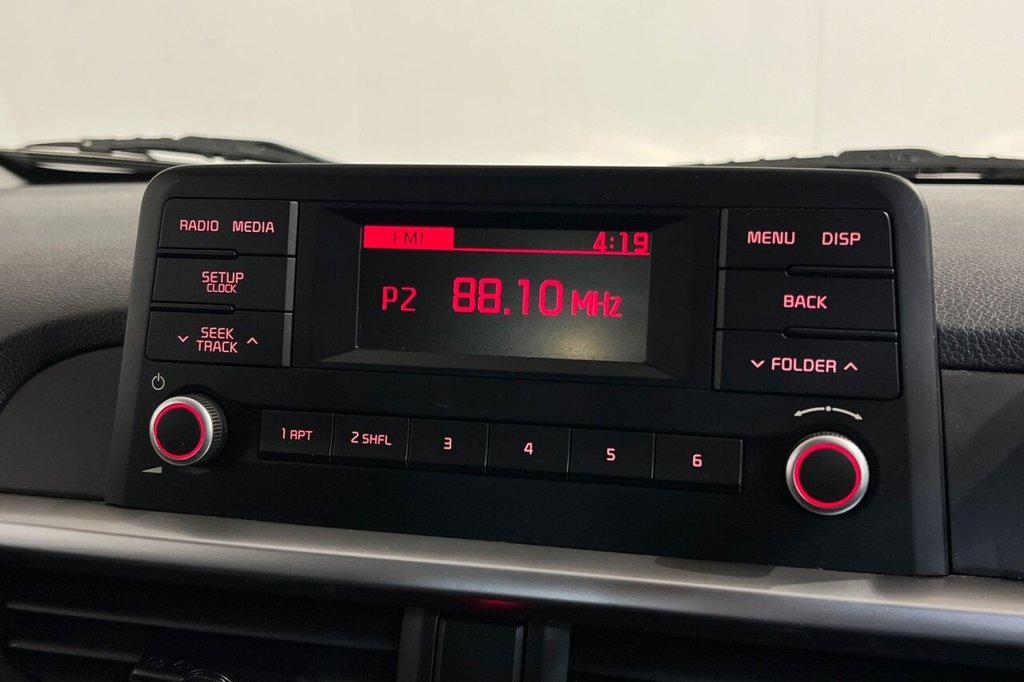 RADIO MEDIA
SETUP
CLOCK
SEEK
TRACK
FM1 4:19
P2 88.10 MHz
MENU DISP
BACK
FOLDER
1 RPT 2 SHFL 3 4 5 6